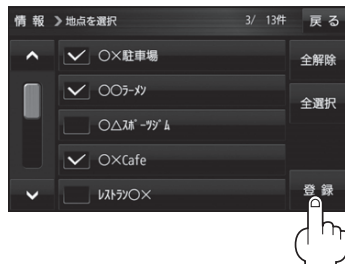 情 報 ❯地点を選択 3/ 13件 戻 る
○×駐車場
全解除
○○ﾗｰﾒﾝ
全選択
○△ｽﾎﾟｰﾂｼﾞﾑ
○×Cafe
ﾚｽﾄﾗﾝ○×
登 録